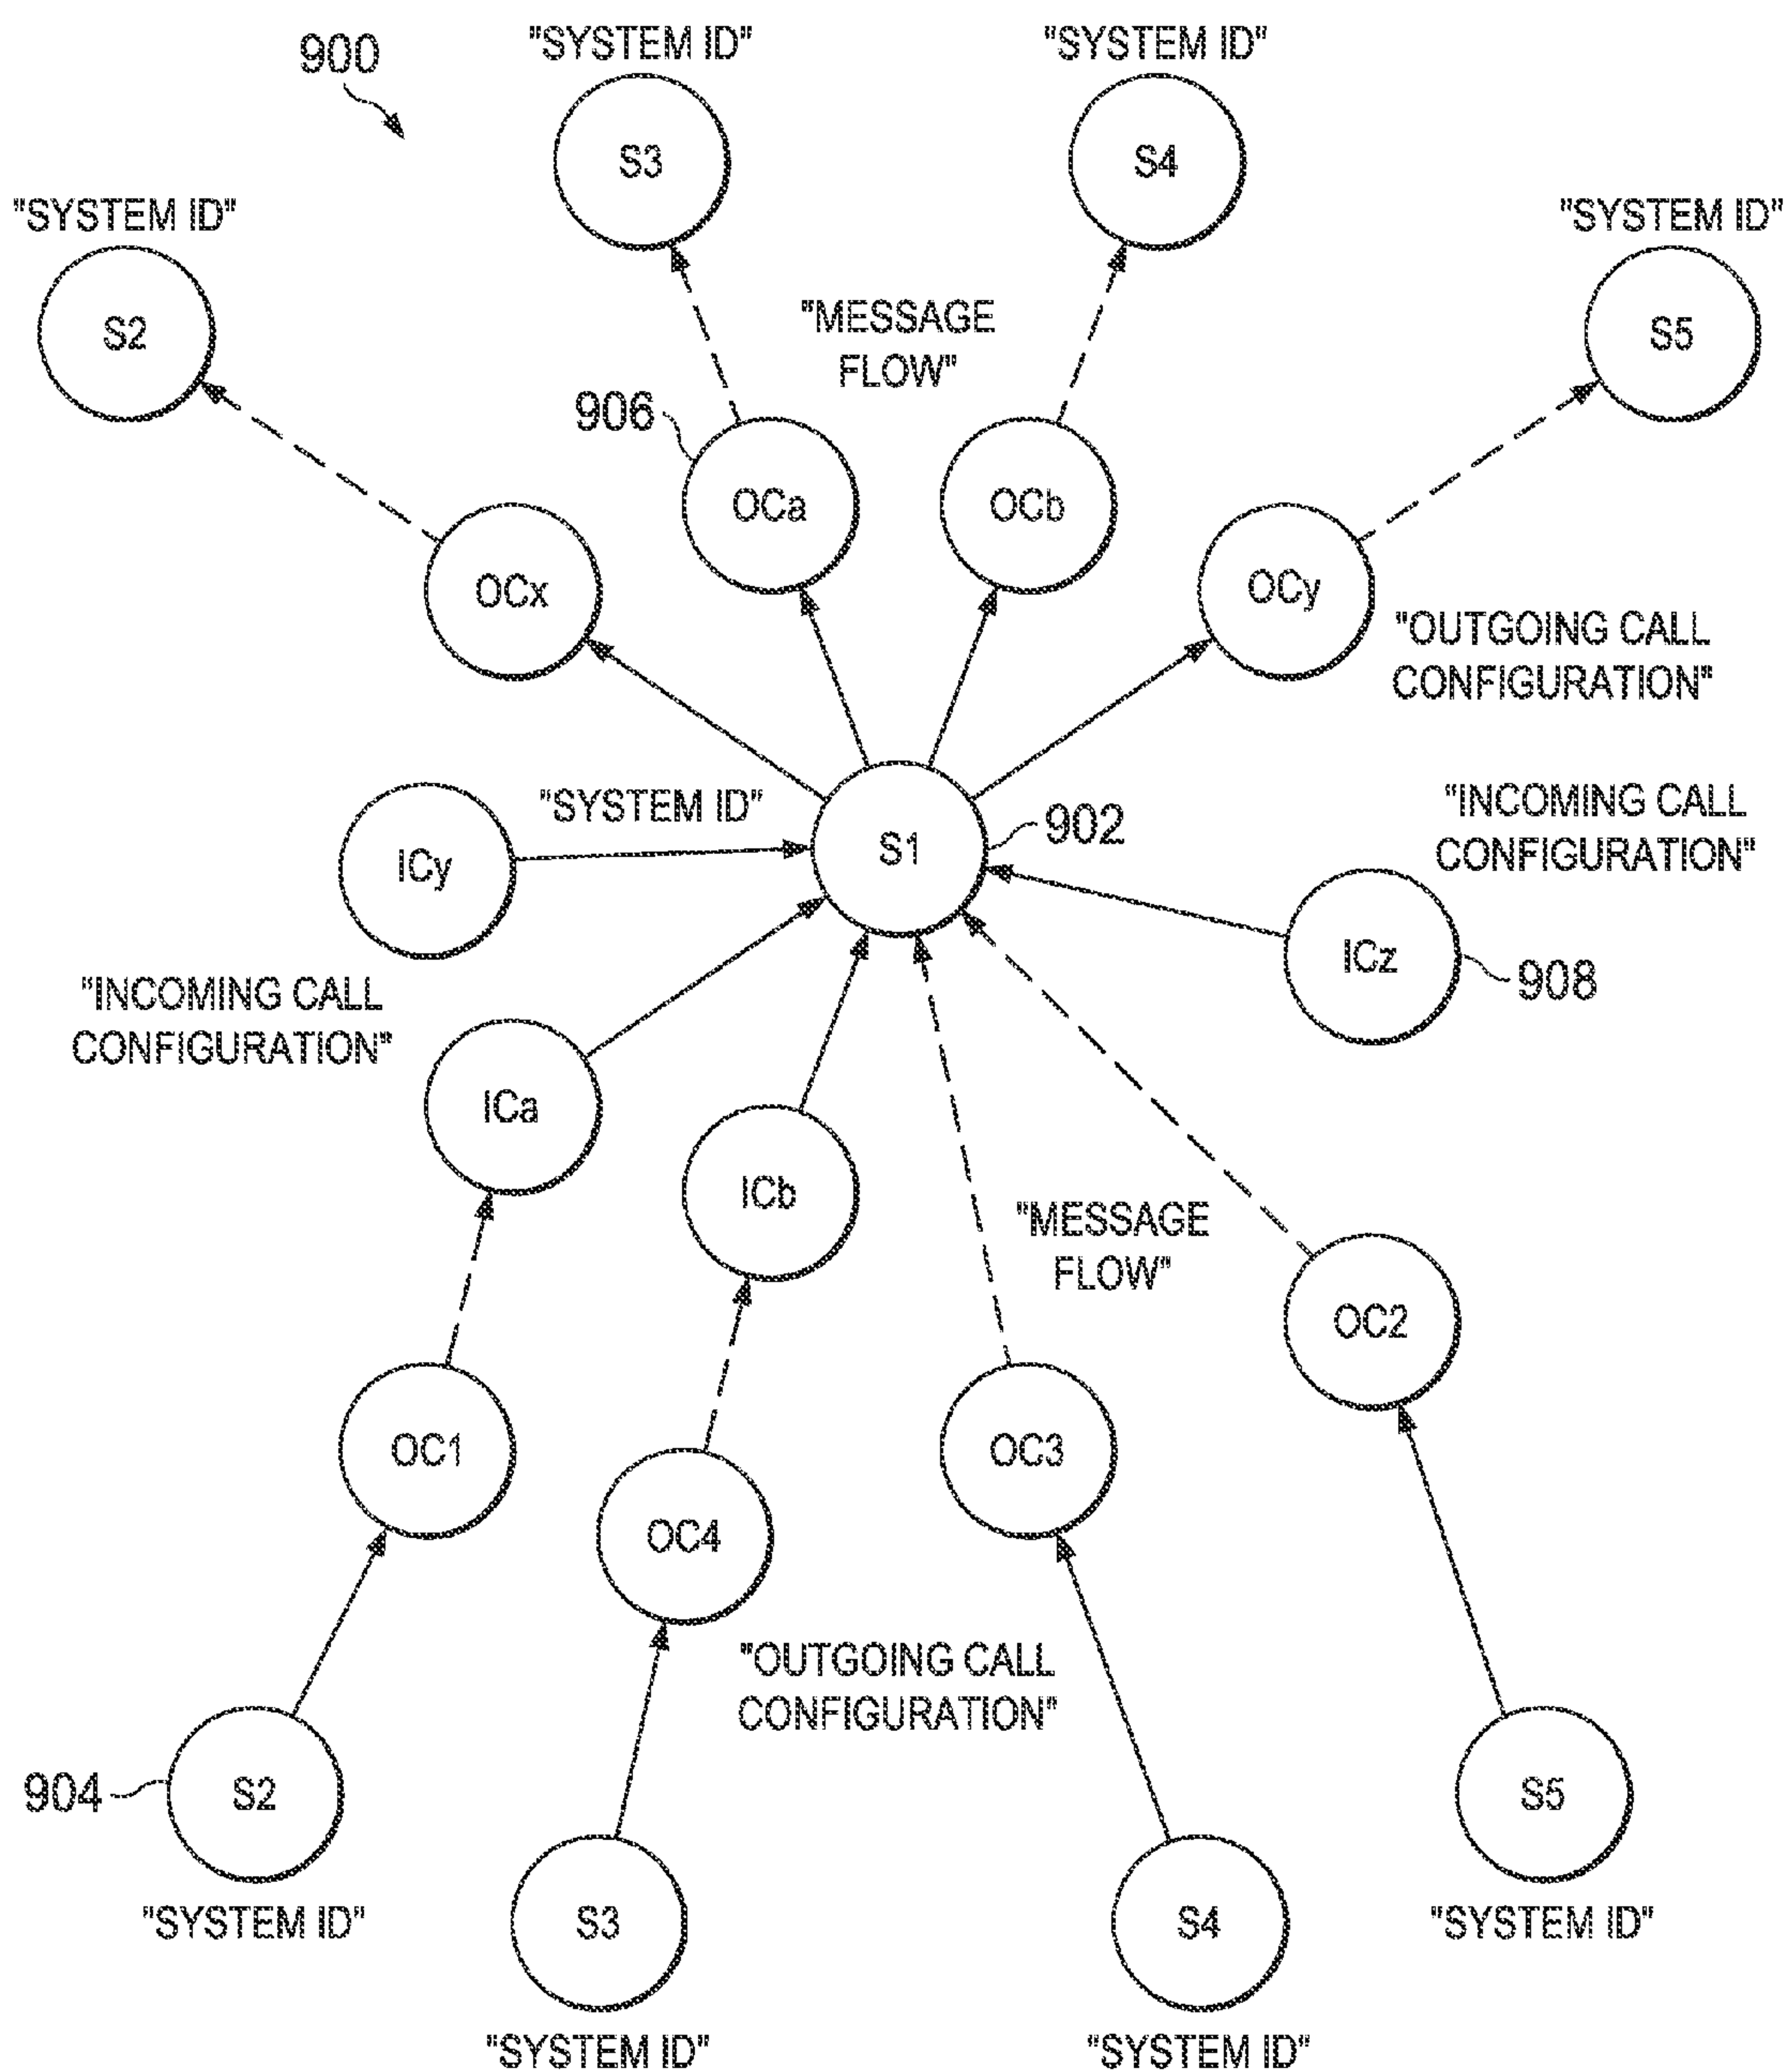 900
"SYSTEM ID"
"SYSTEM ID"
S3
S4
"SYSTEM ID"
"SYSTEM ID"
S2
S5
"MESSAGE
FLOW"
906
OCa
OCb
OCx
OCy
"OUTGOING CALL
CONFIGURATION"
"SYSTEM ID"
S1
902
"INCOMING CALL
CONFIGURATION"
ICy
ICz
908
"INCOMING CALL
CONFIGURATION"
ICa
ICb
"MESSAGE
FLOW"
OC2
OC1
OC3
OC4
"OUTGOING CALL
CONFIGURATION"
904
S2
S5
"SYSTEM ID"
S3
S4
"SYSTEM ID"
"SYSTEM ID"
"SYSTEM ID"